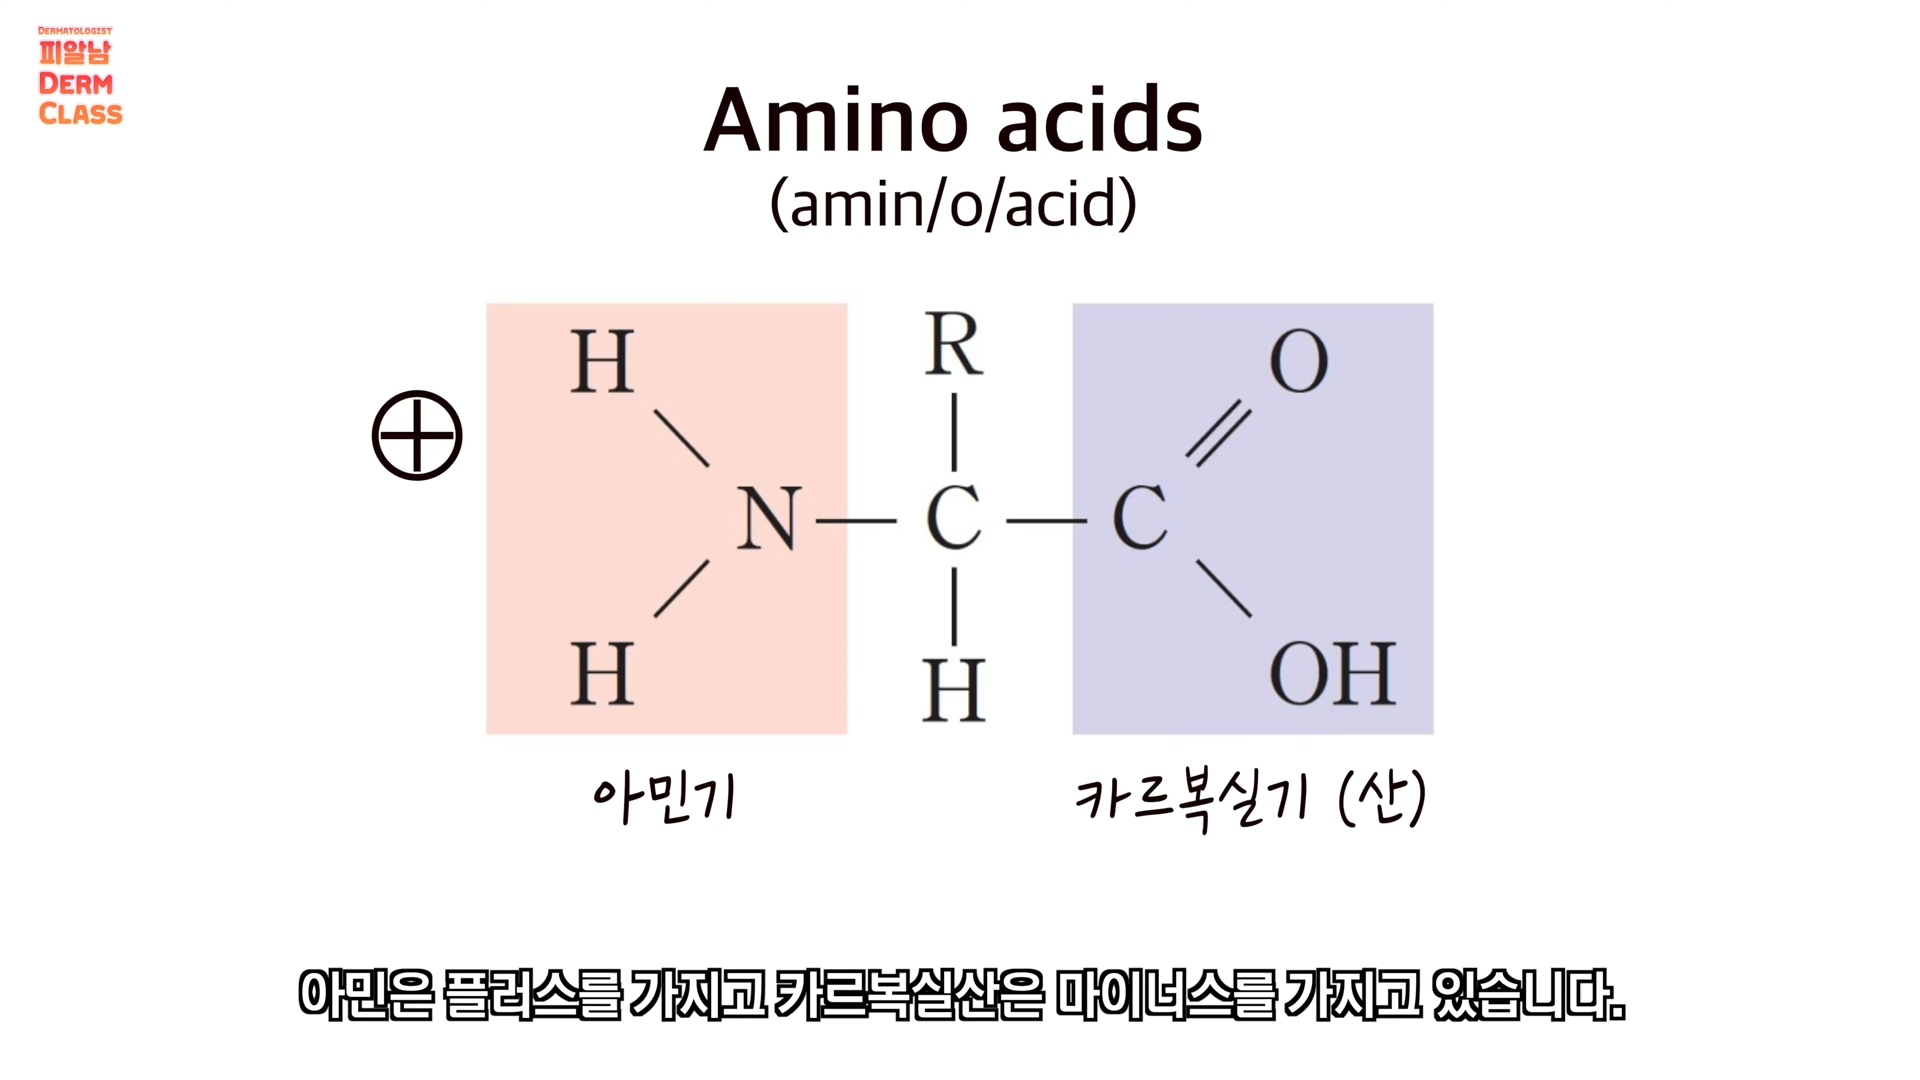 DERMATOLOGIST
피알남
DERM
CLASS
Amino acids
(amin/o/acid)
H R O
N C C
H H OH
아민기 카르복실기 (산)
아민은 플러스를 가지고 카르복실산은 마이너스를 가지고 있습니다.